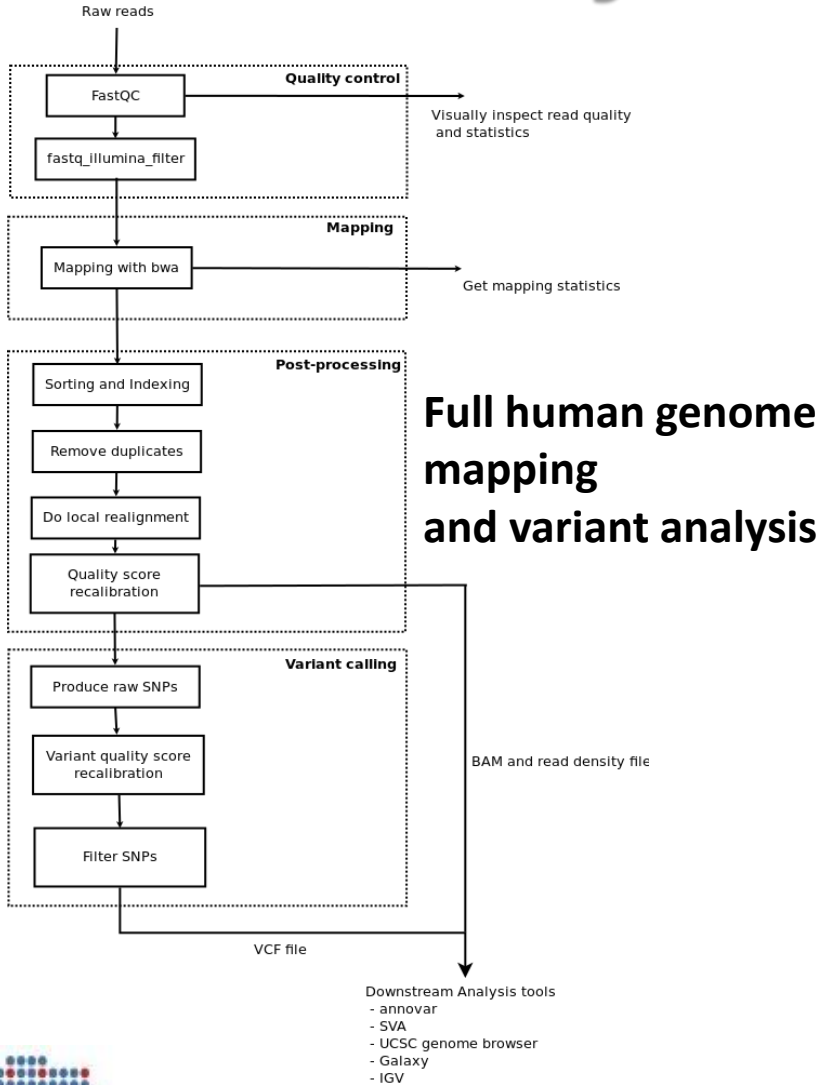 Raw reads
Quality control
FastQC
Visually inspect read quality
and statistics
fastq_illumina_filter
Mapping
Mapping with bwa
Get mapping statistics
Post-processing
Sorting and Indexing
Remove duplicates
Do local realignment
Quality score
recalibration
Full human genome
mapping
and variant analysis
Variant calling
Produce raw SNPs
Variant quality score
recalibration
BAM and read density file
Filter SNPs
VCF file
Downstream Analysis tools
- annovar
- SVA
- UCSC genome browser
- Galaxy
- IGV